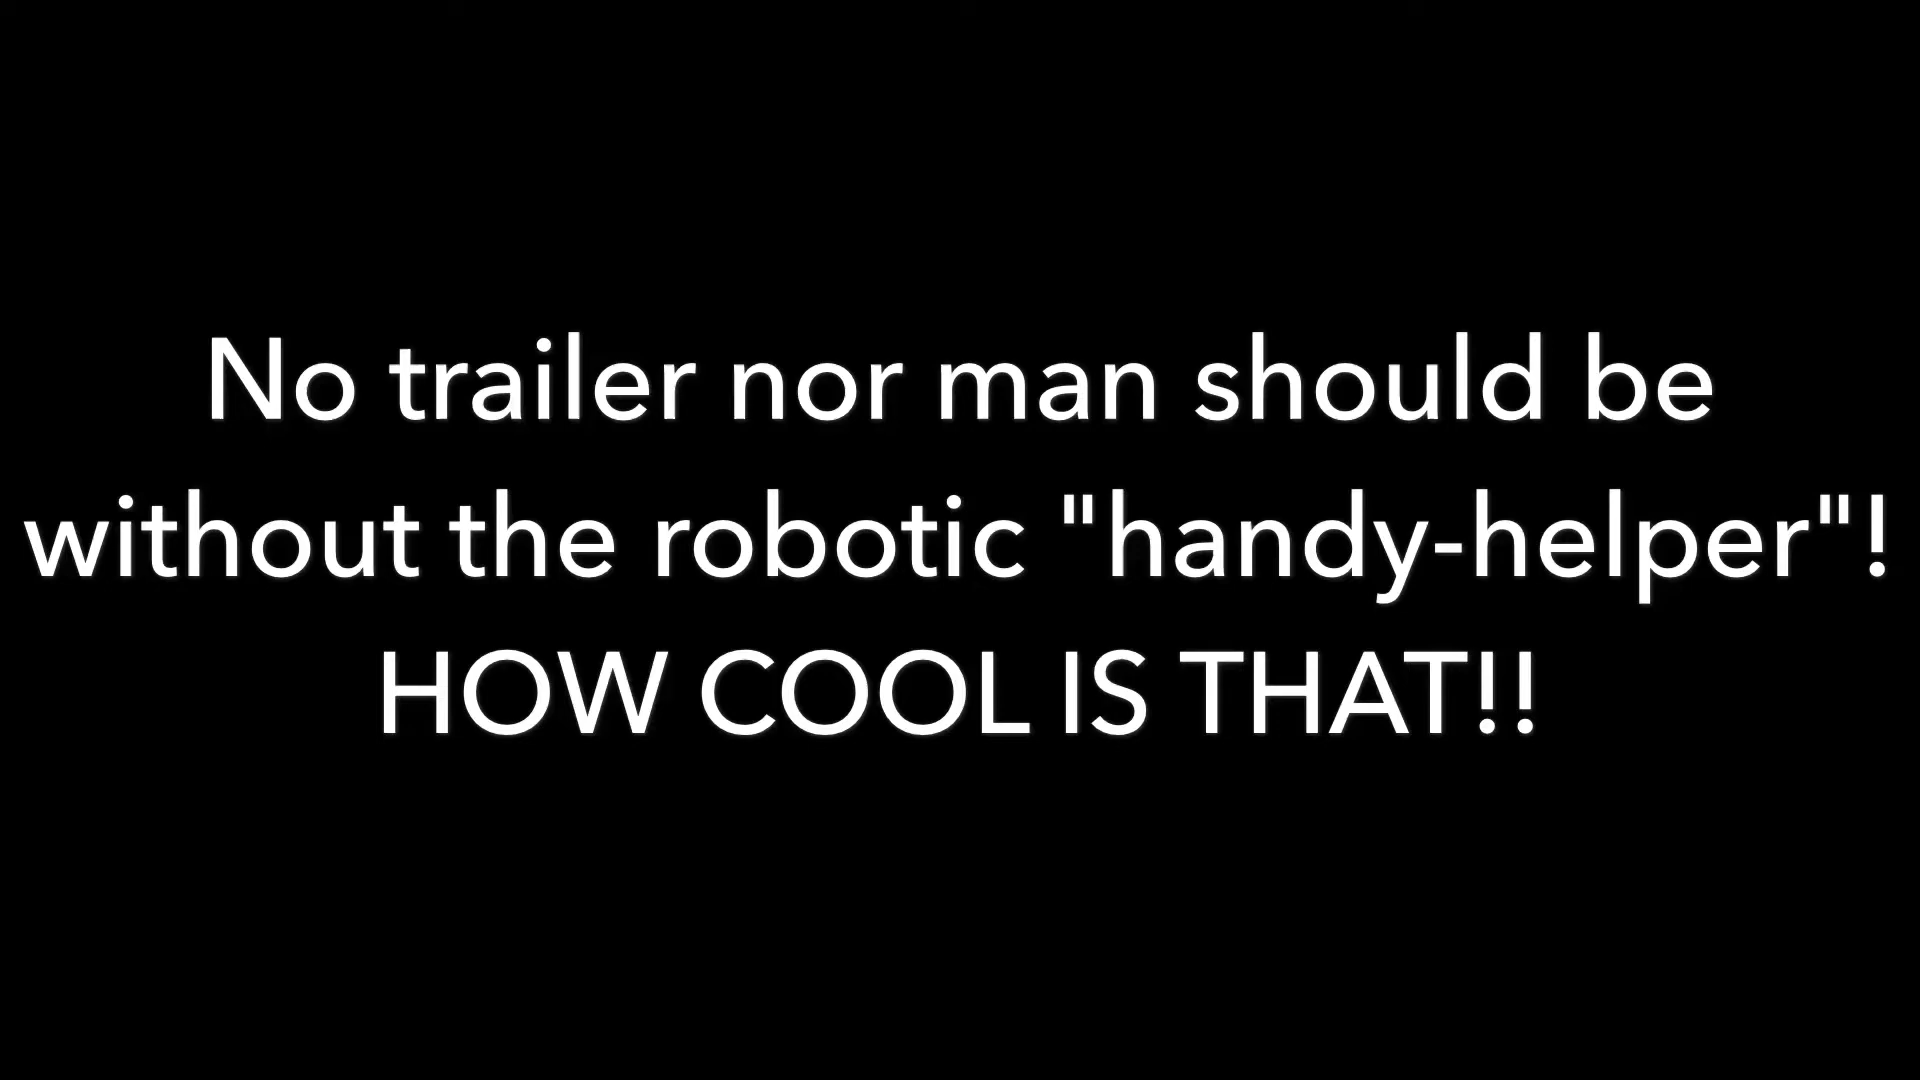 No trailer nor man should be
without the robotic "handy-helper"!
HOW COOL IS THAT!!